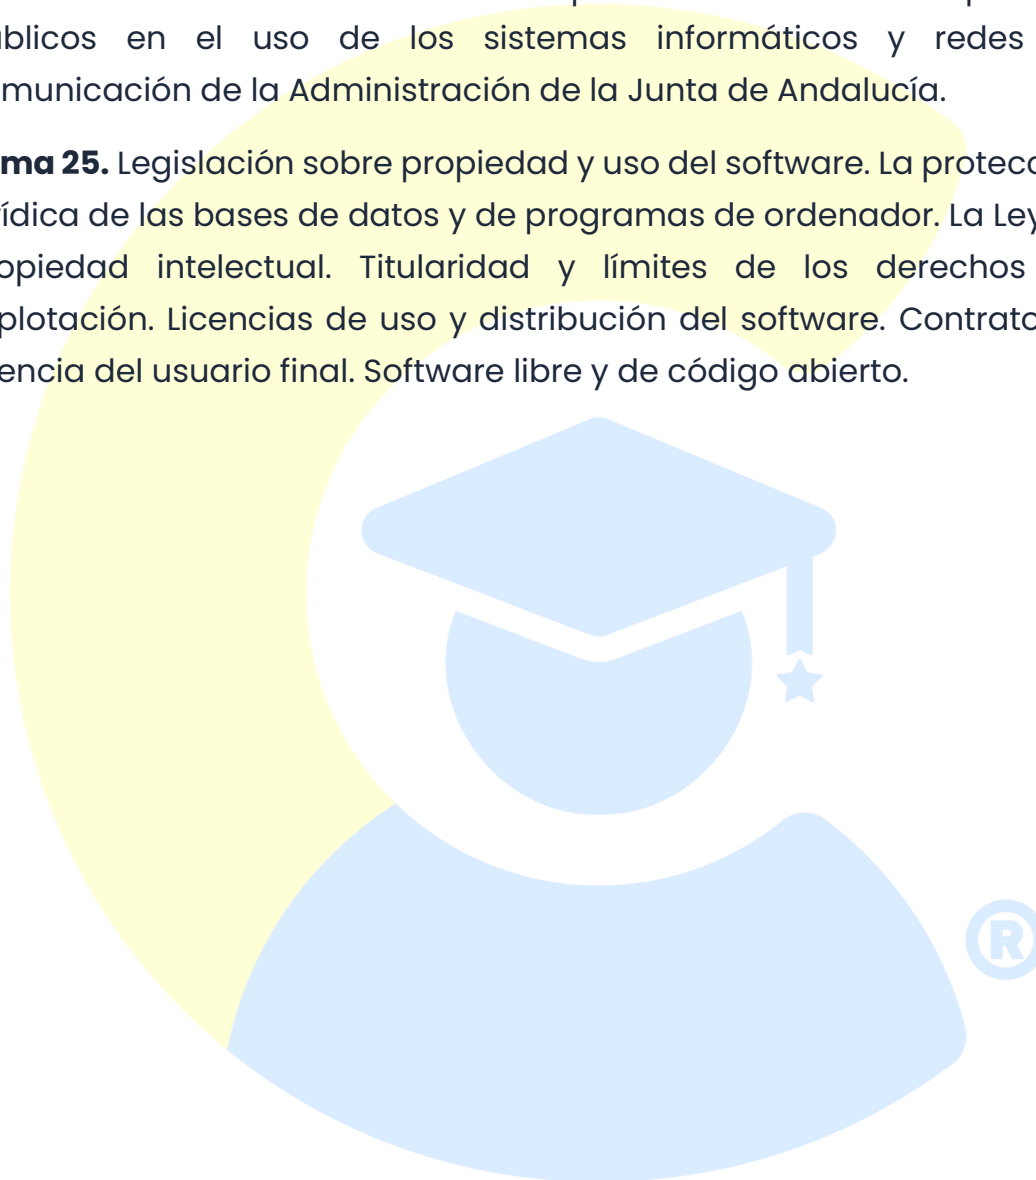 blicos en el uso de los sistemas informáticos y redes
municación de la Administración de la Junta de Andalucía.
ma 25. Legislación sobre propiedad y uso del software. La protecc
ídica de las bases de datos y de programas de ordenador. La Ley
opiedad intelectual. Titularidad y límites de los derechos
plotación. Licencias de uso y distribución del software. Contrato
encia del usuario final. Software libre y de código abierto.
®